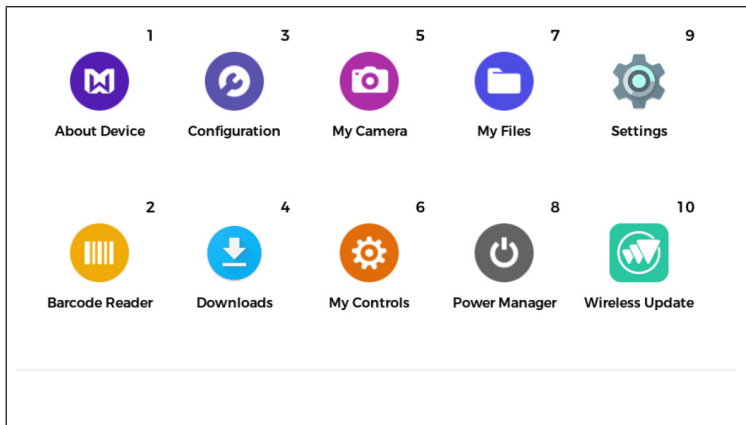 1 3 5 7 9
About Device Configuration My Camera My Files Settings
2 4 6 8 10
Barcode Reader Downloads My Controls Power Manager Wireless Update